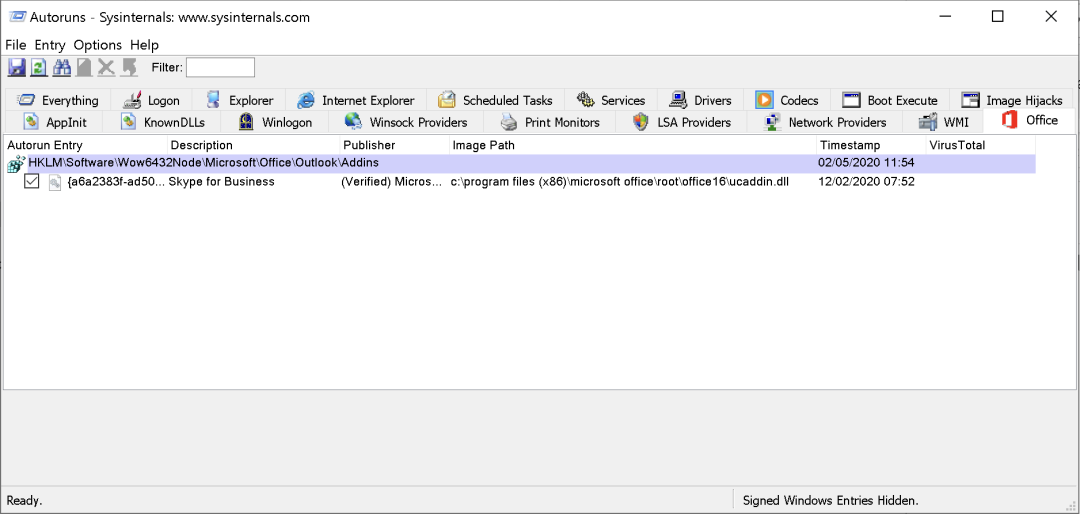 Autoruns - Sysinternals: www.sysinternals.com
File Entry Options Help
Filter:
Everything Logon Explorer Internet Explorer Scheduled Tasks Services Drivers Codecs Boot Execute Image Hijacks
AppInit KnownDLLs Winlogon Winsock Providers Print Monitors LSA Providers Network Providers WMI Office
Autorun Entry Description Publisher Image Path Timestamp VirusTotal
HKLM\Software\Wow6432Node\Microsoft\Office\Outlook\Addins 02/05/2020 11:54
{a6a2383f-ad50... Skype for Business (Verified) Micros... c:\program files (x86)\microsoft office\root\office16\ucaddin.dll 12/02/2020 07:52
Ready. Signed Windows Entries Hidden.